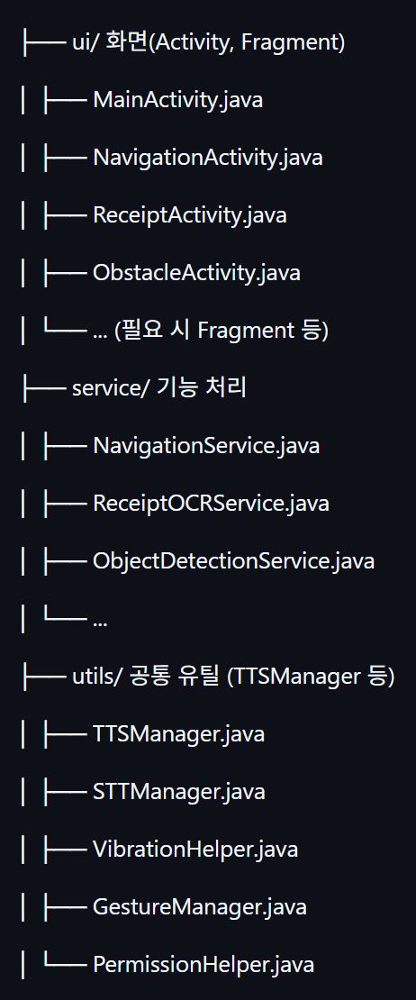 ├── ui/ 화면(Activity, Fragment)
│ ├── MainActivity.java
│ ├── NavigationActivity.java
│ ├── ReceiptActivity.java
│ ├── ObstacleActivity.java
│ └── ... (필요 시 Fragment 등)
├── service/ 기능 처리
│ ├── NavigationService.java
│ ├── ReceiptOCRService.java
│ ├── ObjectDetectionService.java
│ └── ...
├── utils/ 공통 유틸 (TTSManager 등)
│ ├── TTSManager.java
│ ├── STTManager.java
│ ├── VibrationHelper.java
│ ├── GestureManager.java
│ └── PermissionHelper.java